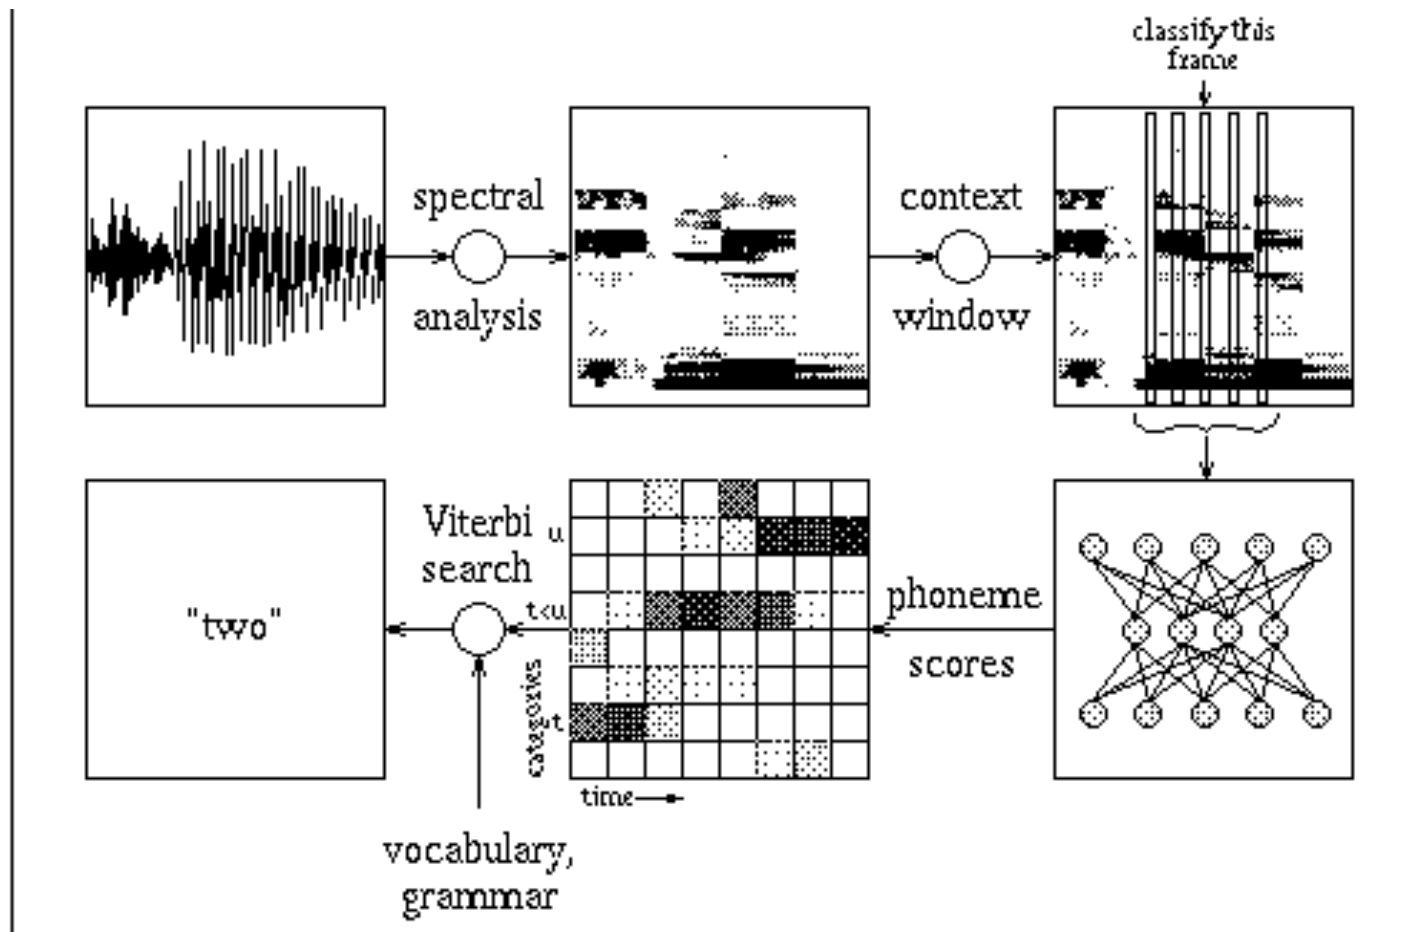 classify this
frame
spectral
analysis
context
window
Viterbi
search
u
t<u
categories
t
time
"two"
phoneme
scores
vocabulary,
grammar